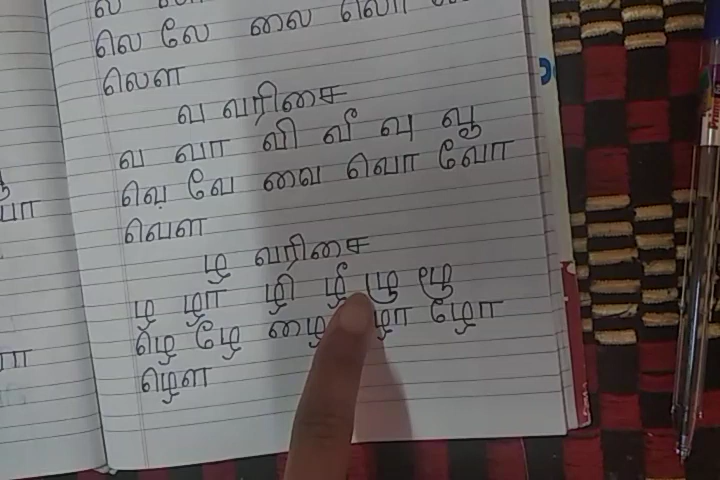 லெ லே லை லொ
லௌ
வ வரிசை
வ வா வி வீ வு வூ
வெ வே வை வொ வோ
வௌ
ழ வரிசை
ழ ழா ழி ழீ ழு ழூ
ழெ ழே ழை ழோ
ழௌ